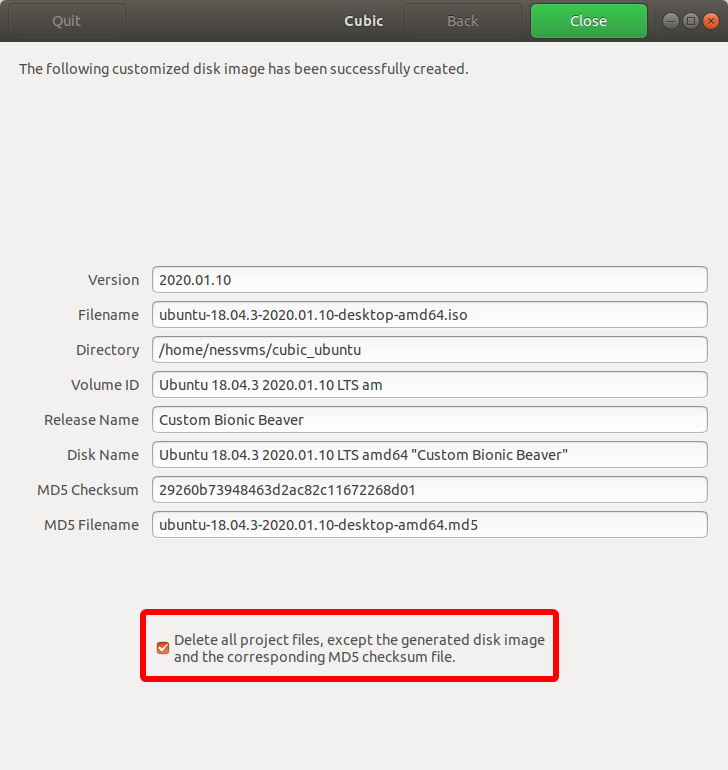 Quit Cubic Back Close
The following customized disk image has been successfully created.
Version 2020.01.10
Filename ubuntu-18.04.3-2020.01.10-desktop-amd64.iso
Directory /home/nessvms/cubic_ubuntu
Volume ID Ubuntu 18.04.3 2020.01.10 LTS am
Release Name Custom Bionic Beaver
Disk Name Ubuntu 18.04.3 2020.01.10 LTS amd64 "Custom Bionic Beaver"
MD5 Checksum 29260b73948463d2ac82c11672268d01
MD5 Filename ubuntu-18.04.3-2020.01.10-desktop-amd64.md5
Delete all project files, except the generated disk image
and the corresponding MD5 checksum file.